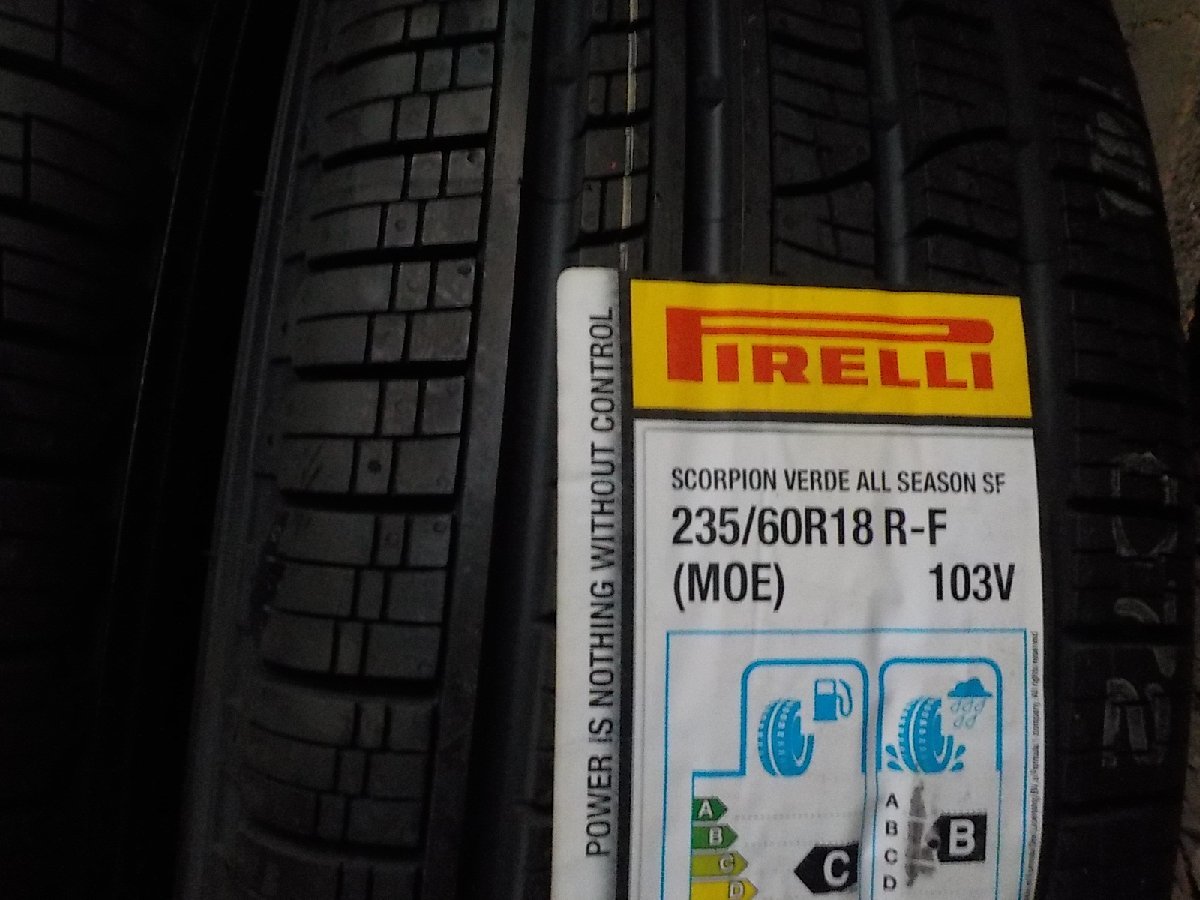 POWER IS NOTHING WITHOUT CONTROL
PIRELLI
SCORPION VERDE ALL SEASON SF
235/60R18 R-F
(MOE) 103V
A
B
C
D
C
A
B
C
D
B